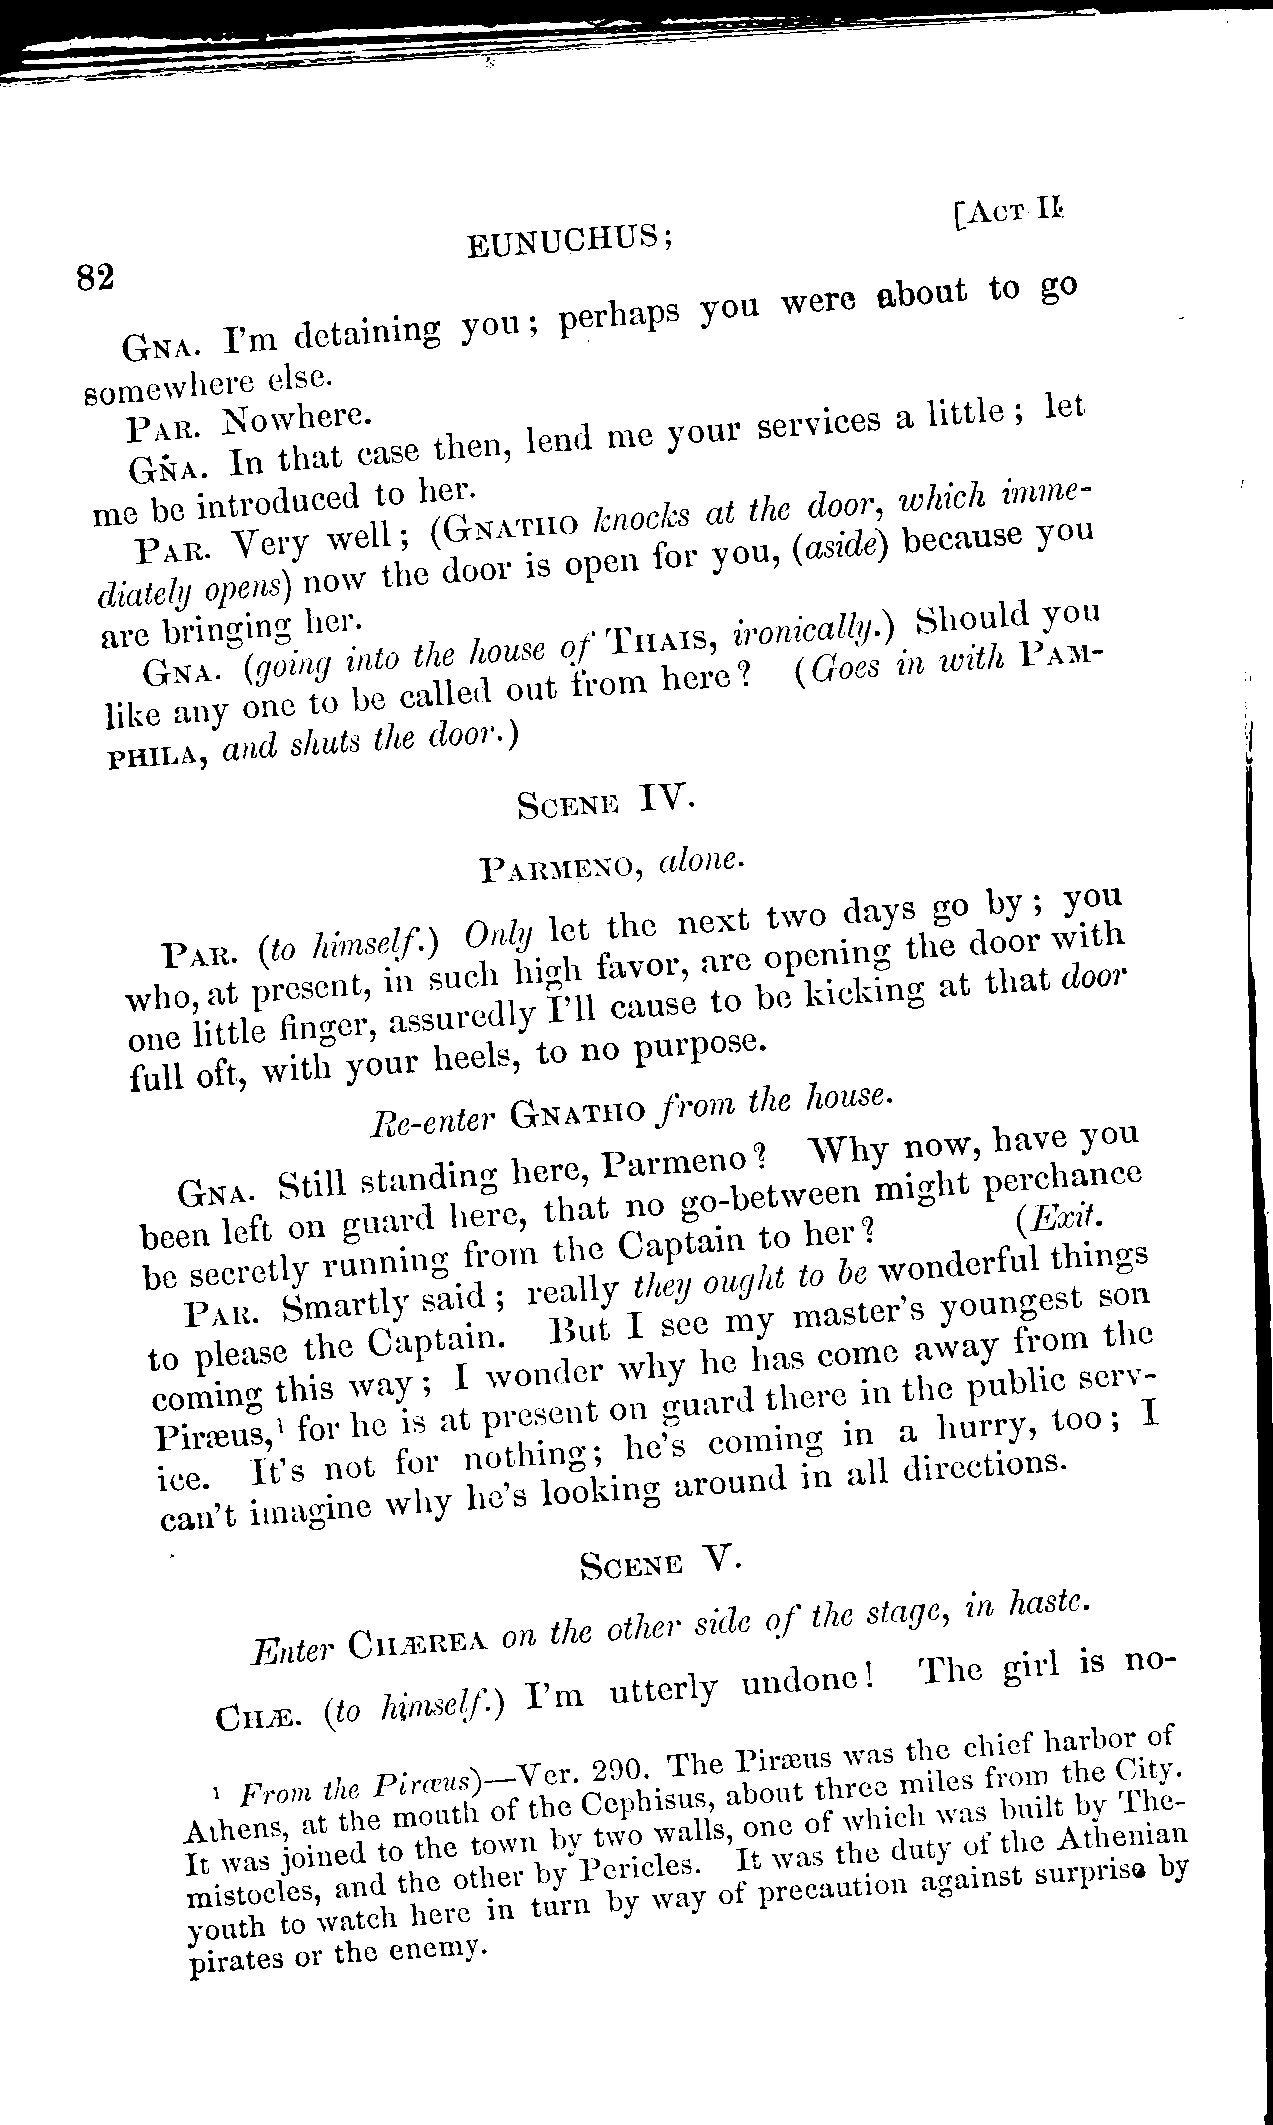 82
EUNUCHUS;
[ACT II.
GNA. I'm detaining you; perhaps you were about to go
somewhere else.
PAR. Nowhere.
GNA. In that case then, lend me your services a little; let
me be introduced to her.
PAR. Very well; (GNATHO knocks at the door, which imme-
diately opens) now the door is open for you, (aside) because you
are bringing her.
GNA. (going into the house of THAIS, ironically.) Should you
like any one to be called out from here? (Goes in with PAM-
PHILA, and shuts the door.)
SCENE IV.
PARMENO, alone.
PAR. (to himself.) Only let the next two days go by; you
who, at present, in such high favor, are opening the door with
one little finger, assuredly I'll cause to be kicking at that door
full oft, with your heels, to no purpose.
Re-enter GNATHO from the house.
GNA. Still standing here, Parmeno? Why now, have you
been left on guard here, that no go-between might perchance
be secretly running from the Captain to her? (Exit.
PAR. Smartly said; really they ought to be wonderful things
to please the Captain. But I see my master's youngest son
coming this way; I wonder why he has come away from the
Piræus,¹ for he is at present on guard there in the public serv-
ice. It's not for nothing; he's coming in a hurry, too; I
can't imagine why he's looking around in all directions.
SCENE V.
Enter CHÆREA on the other side of the stage, in haste.
CHÆ. (to himself.) I'm utterly undone! The girl is no-
¹ From the Piræus)—Ver. 290. The Piræus was the chief harbor of
Athens, at the mouth of the Cephisus, about three miles from the City.
It was joined to the town by two walls, one of which was built by The-
mistocles, and the other by Pericles. It was the duty of the Athenian
youth to watch here in turn by way of precaution against surprise by
pirates or the enemy.